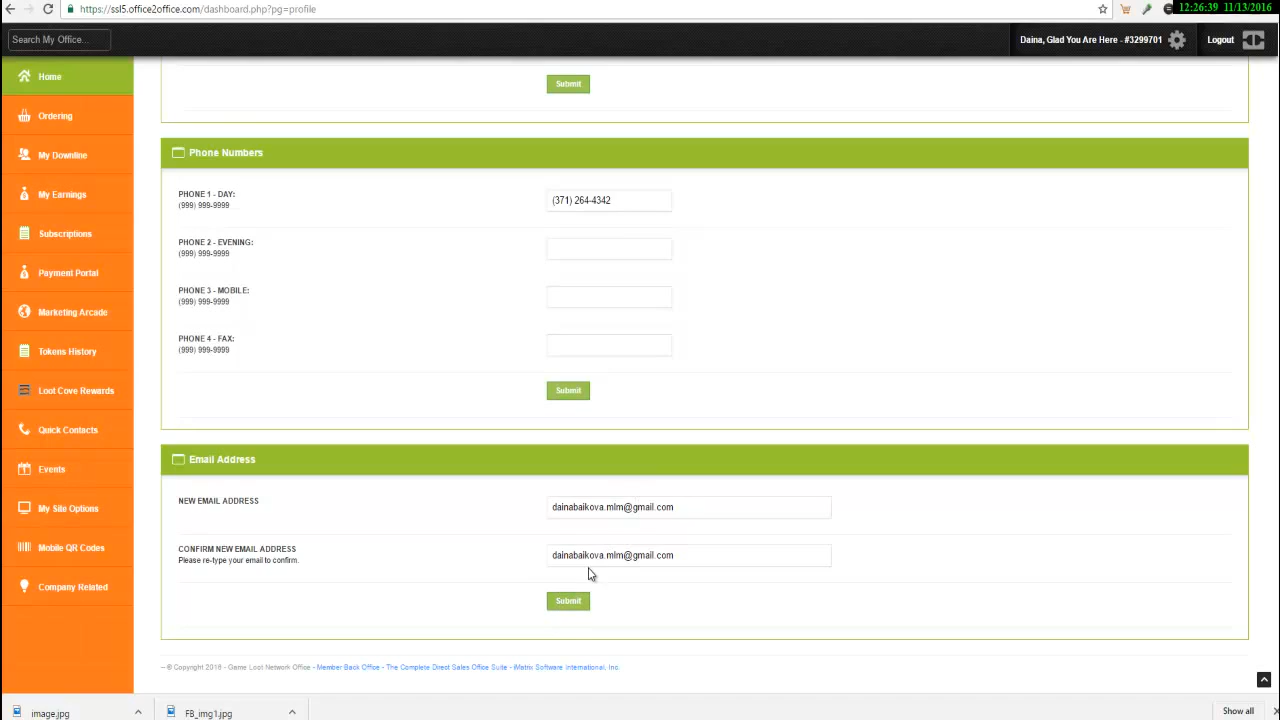 https://ssl5.office2office.com/dashboard.php?pg=profile
12:26:39 11/13/2016
Search My Office...
Daina, Glad You Are Here - #3299701
Logout
Home
Ordering
My Downline
My Earnings
Subscriptions
Payment Portal
Marketing Arcade
Tokens History
Loot Cove Rewards
Quick Contacts
Events
My Site Options
Mobile QR Codes
Company Related
Submit
Phone Numbers
PHONE 1 - DAY:
(999) 999-9999
(371) 264-4342
PHONE 2 - EVENING:
(999) 999-9999
PHONE 3 - MOBILE:
(999) 999-9999
PHONE 4 - FAX:
(999) 999-9999
Submit
Email Address
NEW EMAIL ADDRESS
dainabaikova.mlm@gmail.com
CONFIRM NEW EMAIL ADDRESS
Please re-type your email to confirm.
dainabaikova.mlm@gmail.com
Submit
-- © Copyright 2016 - Game Loot Network Office - Member Back Office - The Complete Direct Sales Office Suite - iMatrix Software International, Inc.
image.jpg
FB_img1.jpg
Show all